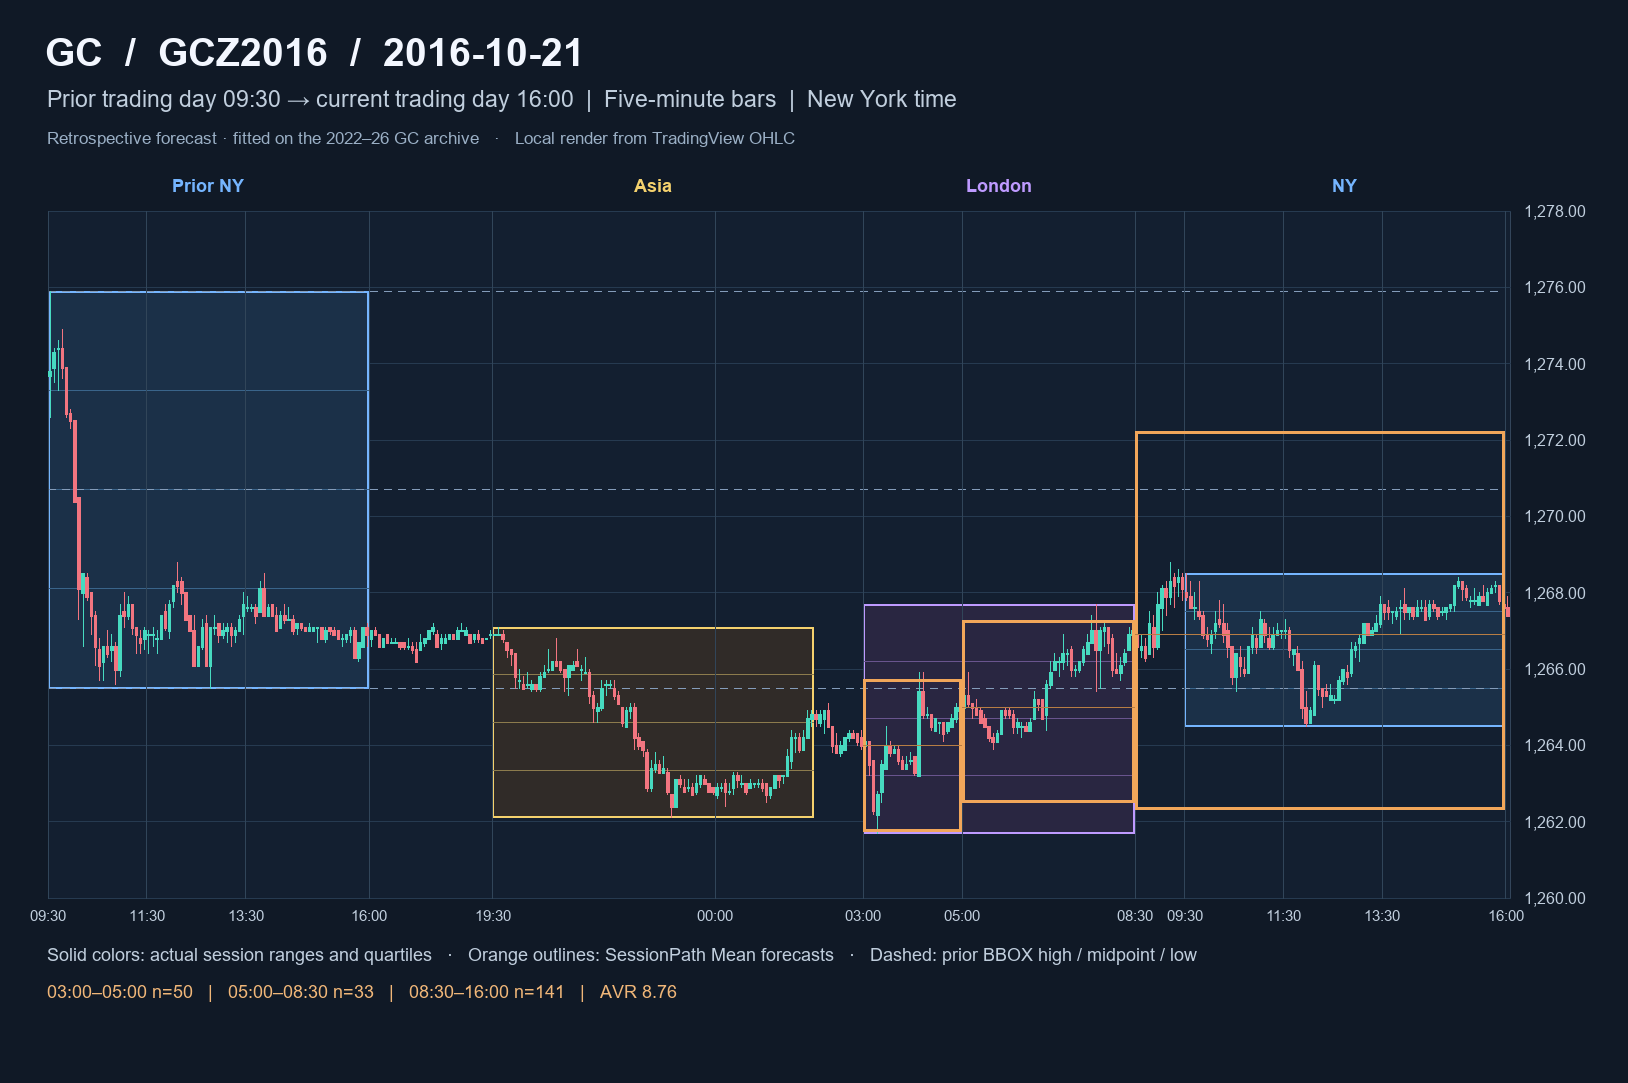 GC / GCZ2016 / 2016-10-21
Prior trading day 09:30 → current trading day 16:00 | Five-minute bars | New York time
Retrospective forecast · fitted on the 2022–26 GC archive · Local render from TradingView OHLC
Prior NY
Asia
London
NY
1,278.00
1,276.00
1,274.00
1,272.00
1,270.00
1,268.00
1,266.00
1,264.00
1,262.00
1,260.00
09:30 11:30 13:30 16:00 19:30 00:00 03:00 05:00 08:30 09:30 11:30 13:30 16:00
Solid colors: actual session ranges and quartiles · Orange outlines: SessionPath Mean forecasts · Dashed: prior BBOX high / midpoint / low
03:00–05:00 n=50 | 05:00–08:30 n=33 | 08:30–16:00 n=141 | AVR 8.76